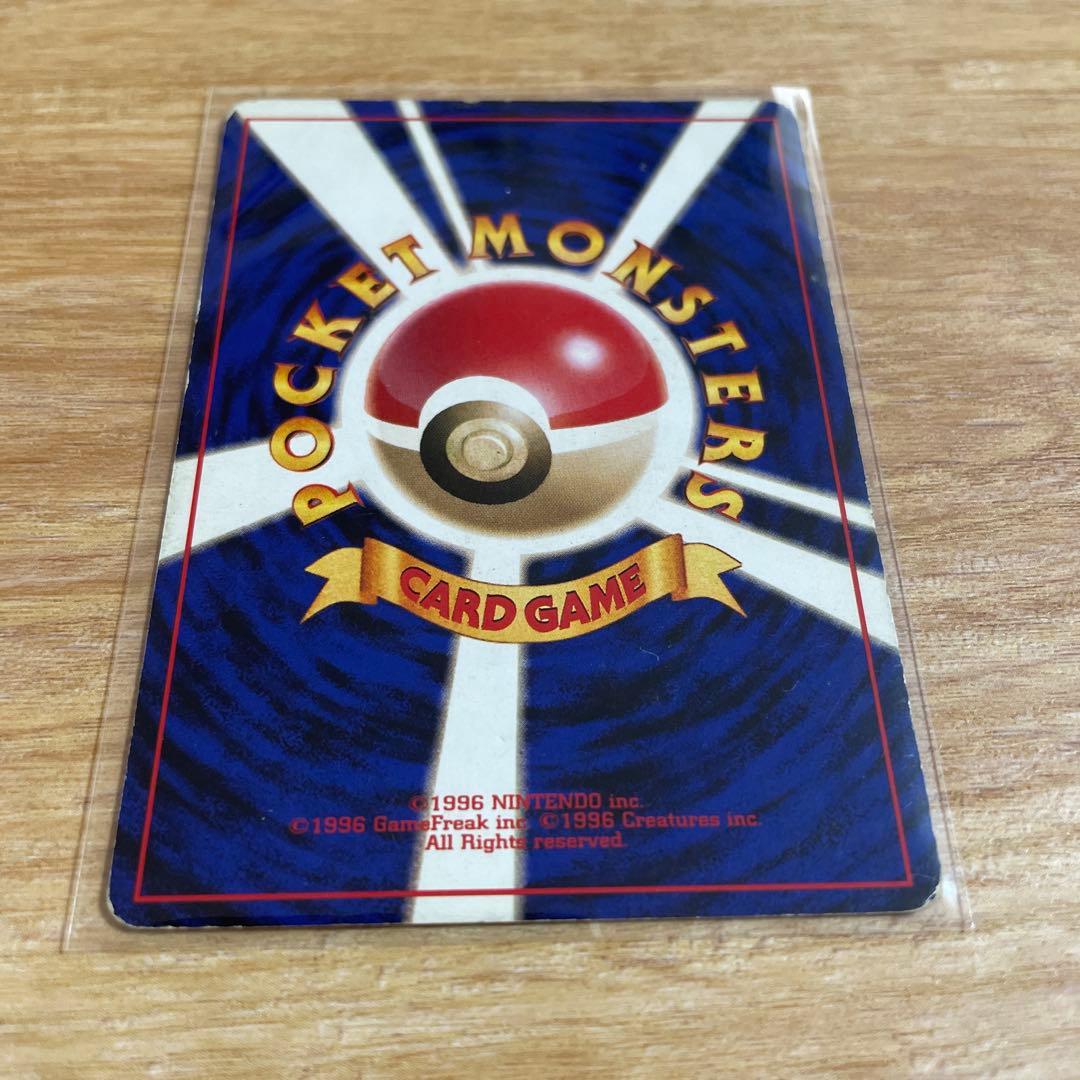 POCKET MONSTERS
CARD GAME
©1996 NINTENDO inc.
©1996 GameFreak inc. ©1996 Creatures inc.
All Rights reserved.